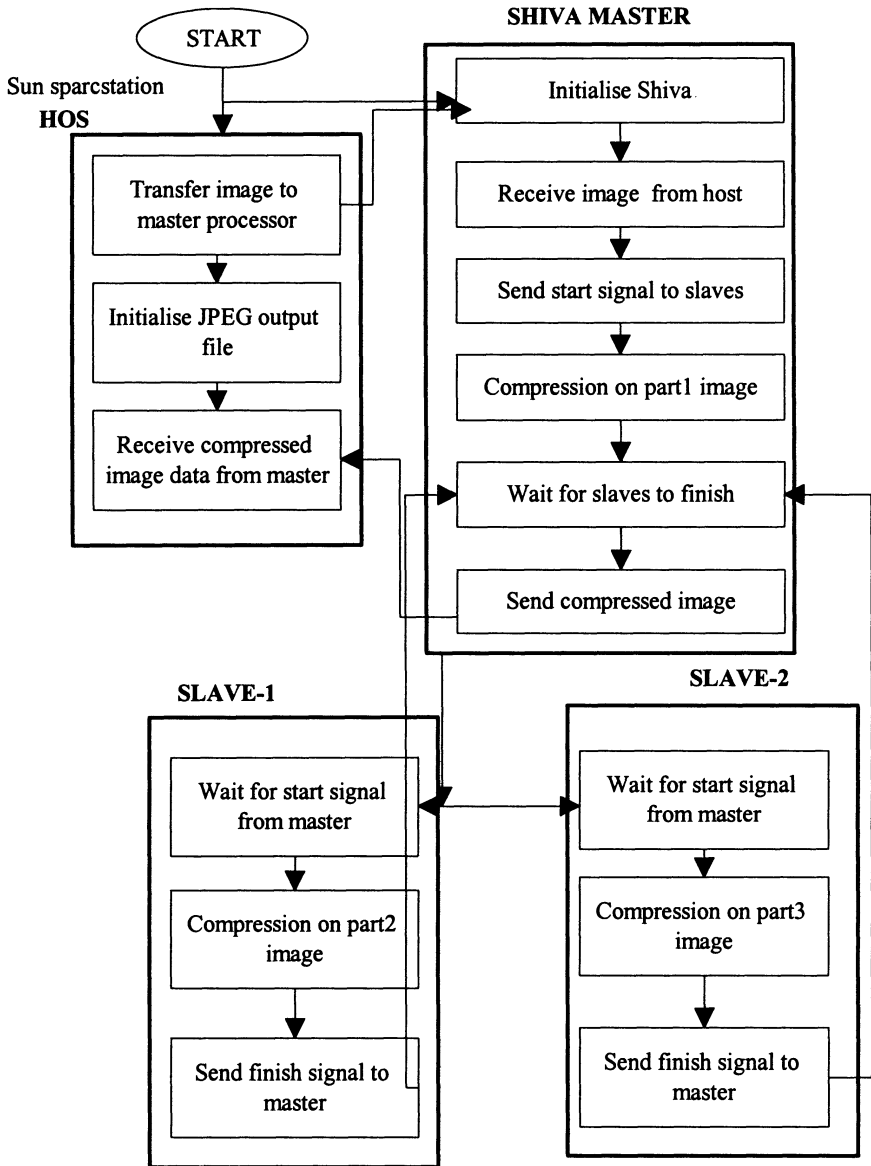 START
Sun sparcstation
HOS
Transfer image to
master processor
Initialise JPEG output
file
Receive compressed
image data from master
SHIVA MASTER
Initialise Shiva
Receive image from host
Send start signal to slaves
Compression on part1 image
Wait for slaves to finish
Send compressed image
SLAVE-1
Wait for start signal
from master
Compression on part2
image
Send finish signal to
master
SLAVE-2
Wait for start signal
from master
Compression on part3
image
Send finish signal to
master